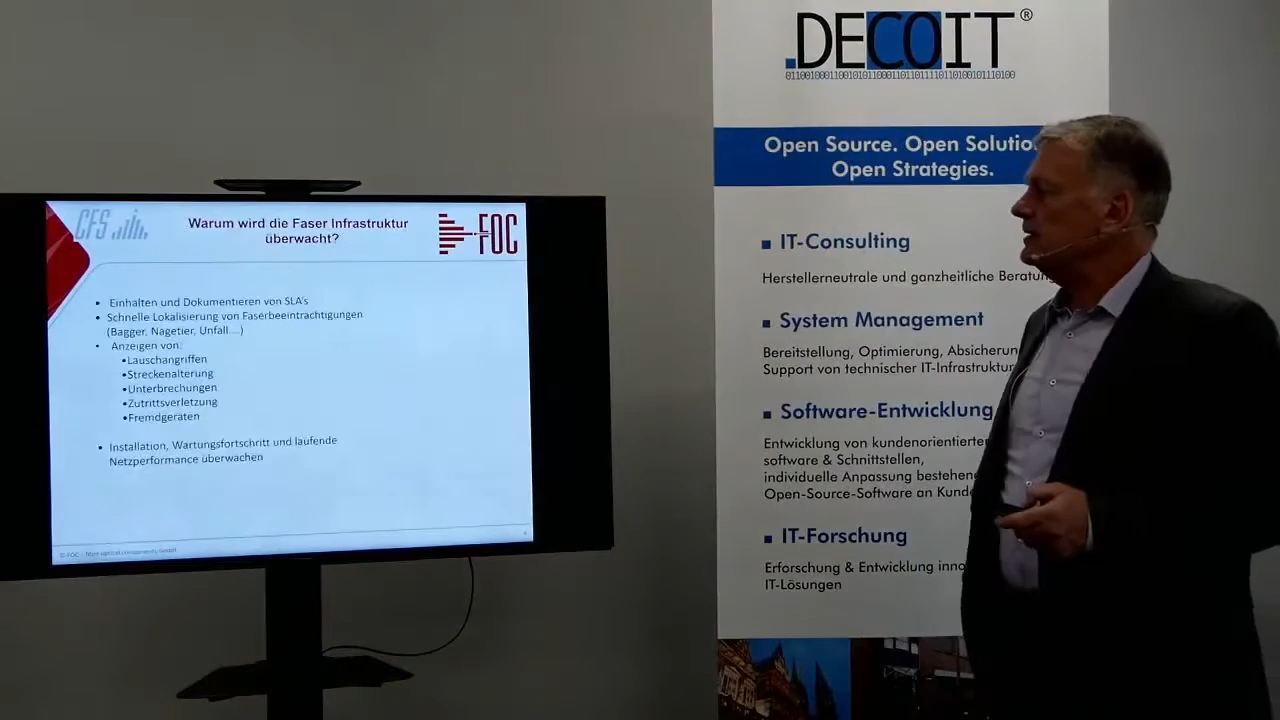 CFS
Warum wird die Faser Infrastruktur
überwacht?
FOC
• Einhalten und Dokumentieren von SLA's
• Schnelle Lokalisierung von Faserbeeinträchtigungen
(Bagger, Nagetier, Unfall....)
• Anzeigen von:
•Lauschangriffen
•Streckenalterung
•Unterbrechungen
•Zutrittsverletzung
•Fremdgeräten
• Installation, Wartungsfortschritt und laufende
Netzperformance überwachen
.DECOIT®
Open Source. Open Solutio
Open Strategies.
IT-Consulting
Herstellerneutrale und ganzheitliche Beratun
System Management
Bereitstellung, Optimierung, Absicherun
Support von technischer IT-Infrastruktur
Software-Entwicklung
Entwicklung von kundenorientierter
software & Schnittstellen,
individuelle Anpassung bestehene
Open-Source-Software an Kunde
IT-Forschung
Erforschung & Entwicklung inno
IT-Lösungen